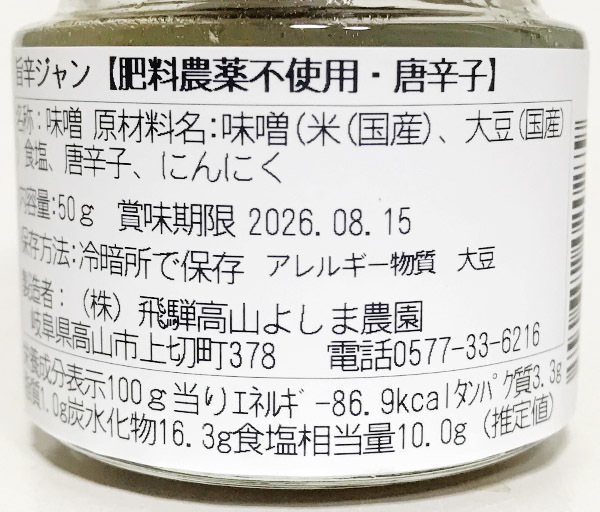 旨辛ジャン【肥料農薬不使用・唐辛子】
名称：味噌 原材料名：味噌（米（国産）、大豆（国産）
食塩、唐辛子、にんにく
内容量:50ｇ 賞味期限 2026.08.15
保存方法：冷暗所で保存 アレルギー物質 大豆
製造者：（株）飛騨高山よしま農園
岐阜県高山市上切町378 電話0577-33-6216
栄養成分表示100ｇ当りｴﾈﾙｷﾞｰ86.9kcalﾀﾝﾊﾟｸ質3.3g
脂質1.0g炭水化物16.3g食塩相当量10.0g（推定値）